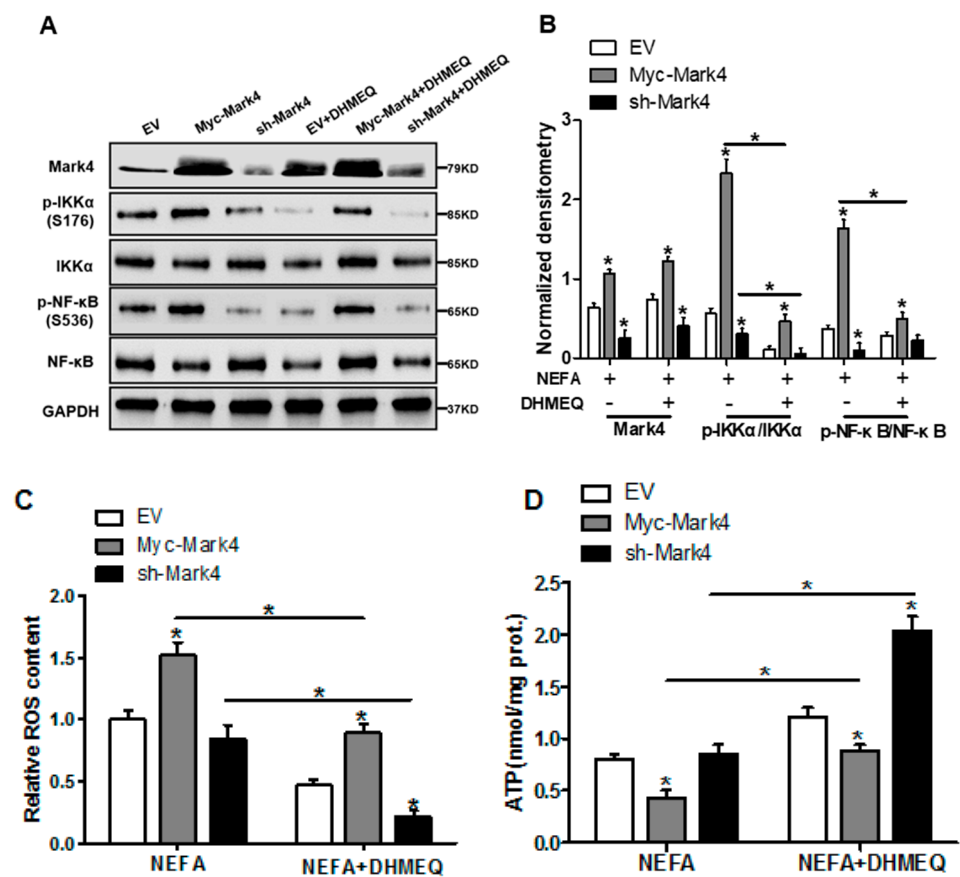 A
EV
Myc-Mark4
sh-Mark4
EV+DHMEQ
Myc-Mark4+DHMEQ
sh-Mark4+DHMEQ
Mark4
79KD
p-IKKα
(S176)
85KD
IKKα
85KD
p-NF-κB
(S536)
65KD
NF-κB
65KD
GAPDH
37KD
B
EV
Myc-Mark4
sh-Mark4
Normalized densitometry
3
2
1
0
* * * * * * * * * * * * * *
NEFA + + + + + +
DHMEQ - + - + - +
Mark4 p-IKKα/IKKα p-NF-κ B/NF-κ B
C
EV
Myc-Mark4
sh-Mark4
Relative ROS content
2.0
1.5
1.0
0.5
0.0
* * * * *
NEFA NEFA+DHMEQ
D
EV
Myc-Mark4
sh-Mark4
ATP(nmol/mg prot.)
2.5
2.0
1.5
1.0
0.5
0.0
* * * * *
NEFA NEFA+DHMEQ